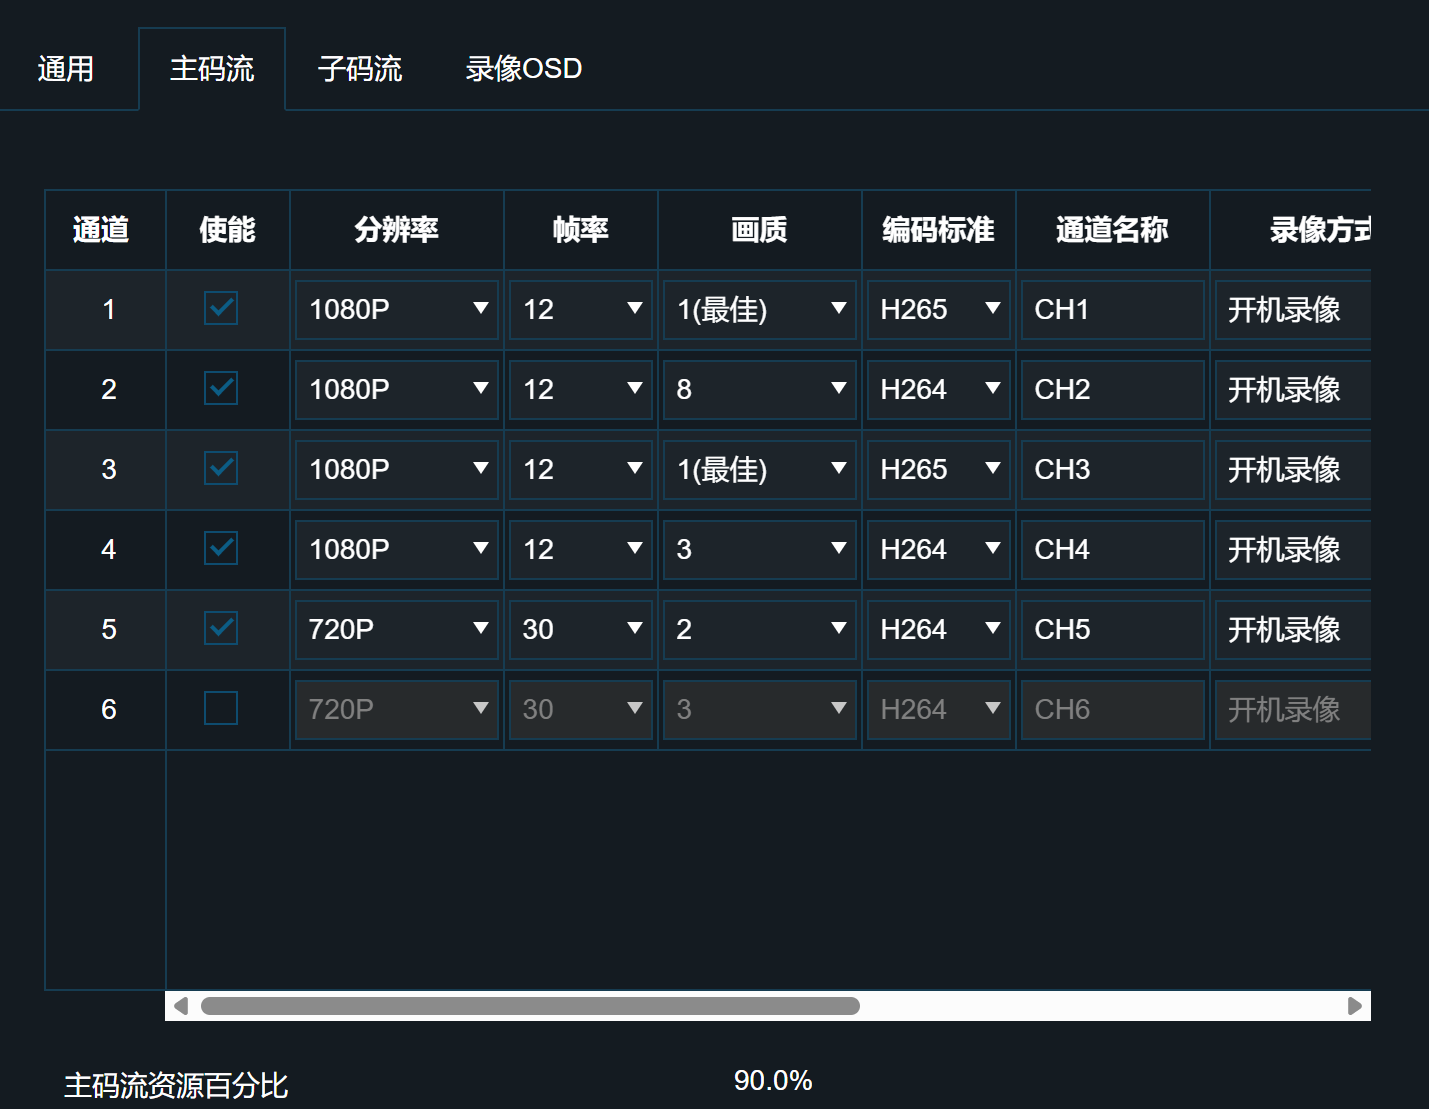 通用 主码流 子码流 录像OSD
通道 使能 分辨率 帧率 画质 编码标准 通道名称 录像方式
1 1080P 12 1(最佳) H265 CH1 开机录像
2 1080P 12 8 H264 CH2 开机录像
3 1080P 12 1(最佳) H265 CH3 开机录像
4 1080P 12 3 H264 CH4 开机录像
5 720P 30 2 H264 CH5 开机录像
6 720P 30 3 H264 CH6 开机录像
主码流资源百分比 90.0%